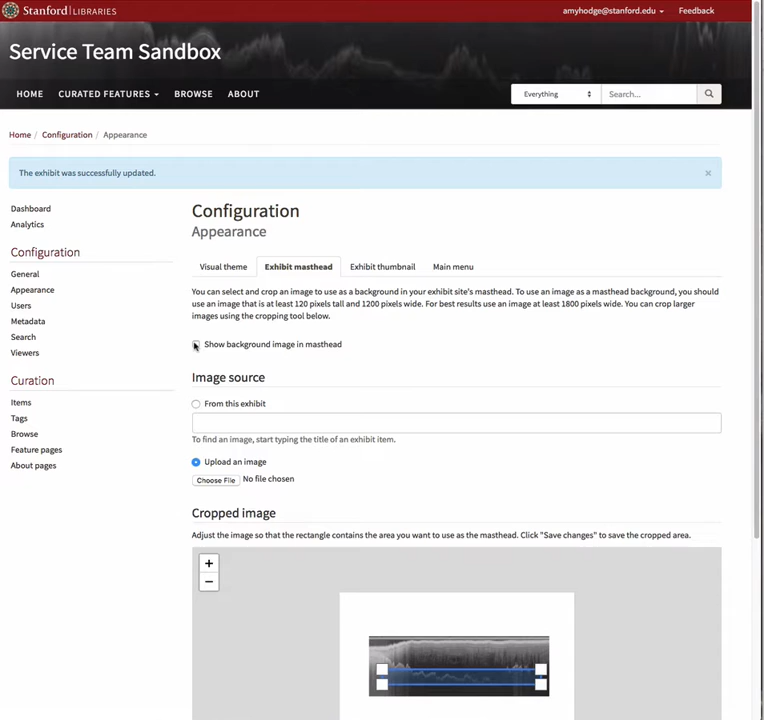 Stanford LIBRARIES
amyhodge@stanford.edu Feedback
Service Team Sandbox
HOME CURATED FEATURES BROWSE ABOUT
Everything Search...
Home / Configuration / Appearance
The exhibit was successfully updated. ×
Dashboard
Analytics
Configuration
General
Appearance
Users
Metadata
Search
Viewers
Curation
Items
Tags
Browse
Feature pages
About pages
Configuration
Appearance
Visual theme Exhibit masthead Exhibit thumbnail Main menu
You can select and crop an image to use as a background in your exhibit site's masthead. To use an image as a masthead background, you should
use an image that is at least 120 pixels tall and 1200 pixels wide. For best results use an image at least 1800 pixels wide. You can crop larger
images using the cropping tool below.
Show background image in masthead
Image source
From this exhibit
To find an image, start typing the title of an exhibit item.
Upload an image
Choose File No file chosen
Cropped image
Adjust the image so that the rectangle contains the area you want to use as the masthead. Click "Save changes" to save the cropped area.
+
−